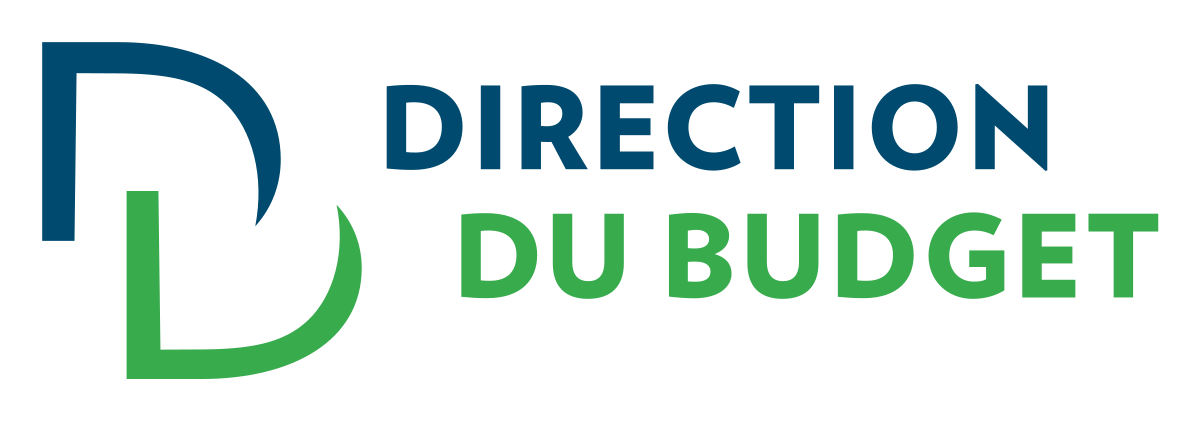 DIRECTION
DU BUDGET